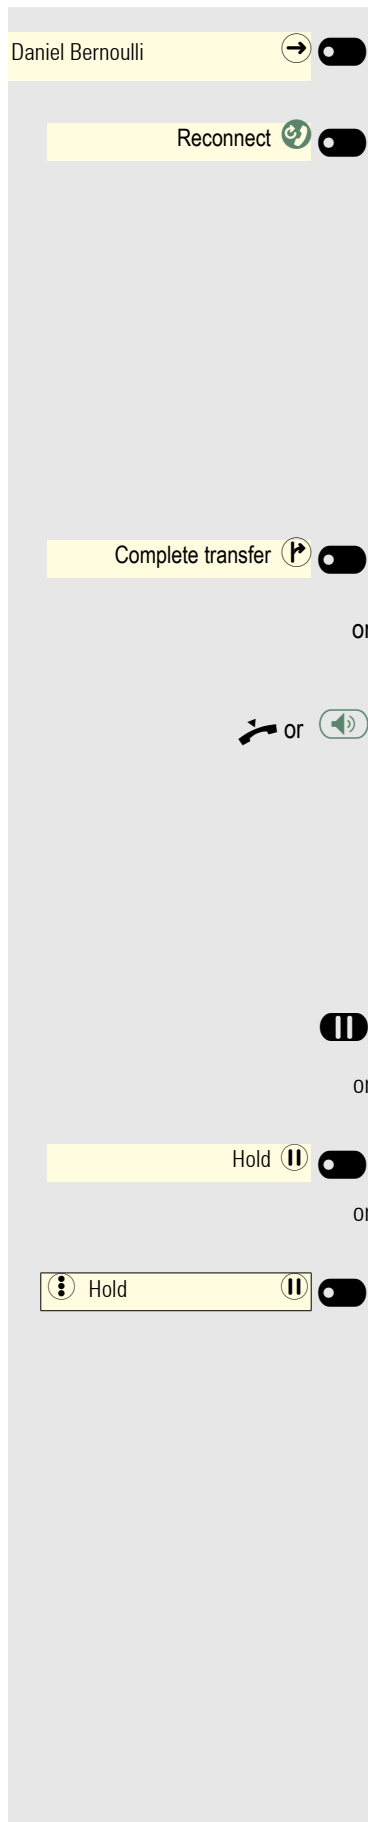 Daniel Bernoulli
Reconnect
Complete transfer
or
or
or
Hold
or
Hold